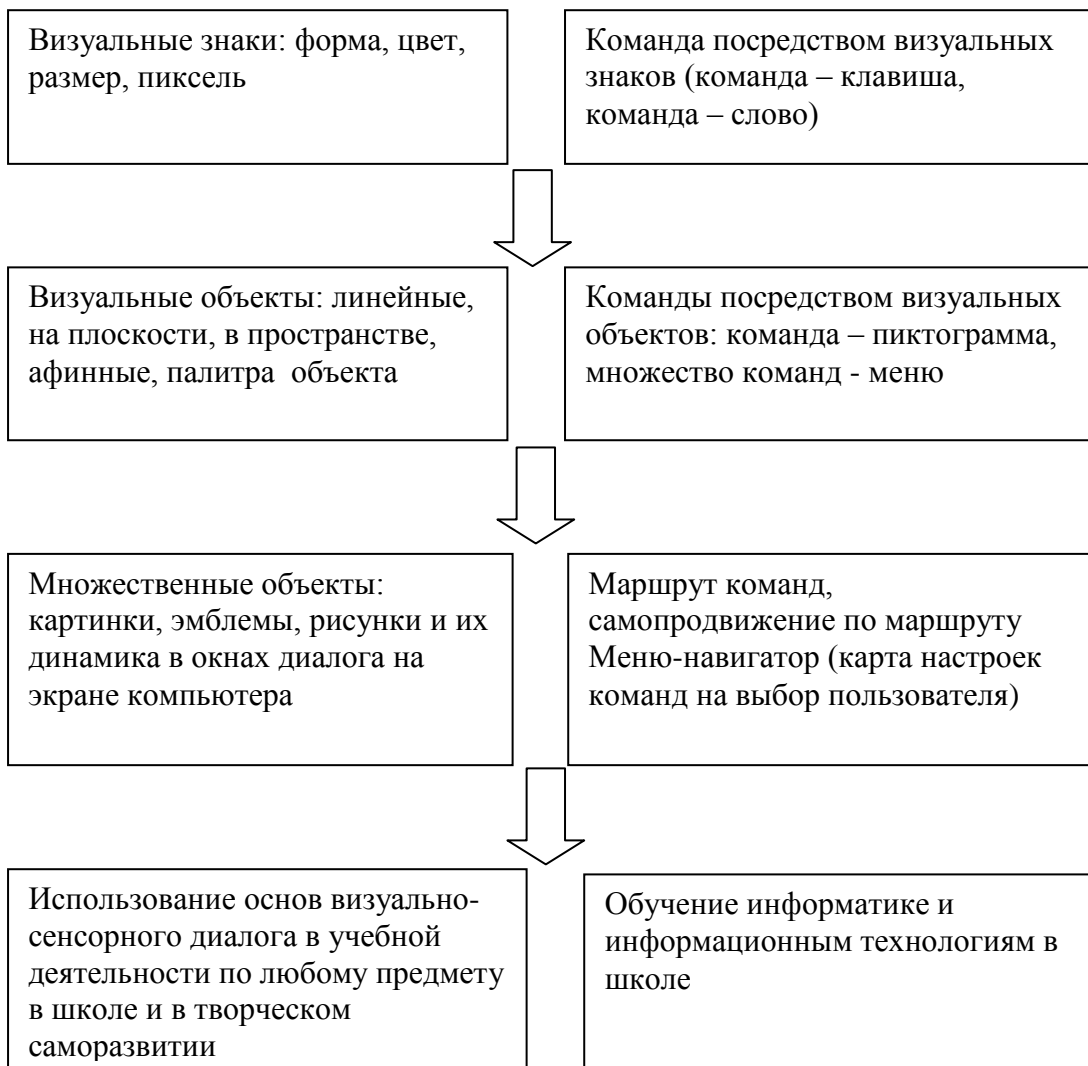 Визуальные знаки: форма, цвет,
размер, пиксель
Команда посредством визуальных
знаков (команда – клавиша,
команда – слово)
Визуальные объекты: линейные,
на плоскости, в пространстве,
афинные, палитра  объекта
Команды посредством визуальных
объектов: команда – пиктограмма,
множество команд - меню
Множественные объекты:
картинки, эмблемы, рисунки и их
динамика в окнах диалога на
экране компьютера
Маршрут команд,
самопродвижение по маршруту
Меню-навигатор (карта настроек
команд на выбор пользователя)
Использование основ визуально-
сенсорного диалога в учебной
деятельности по любому предмету
в школе и в творческом
саморазвитии
Обучение информатике и
информационным технологиям в
школе